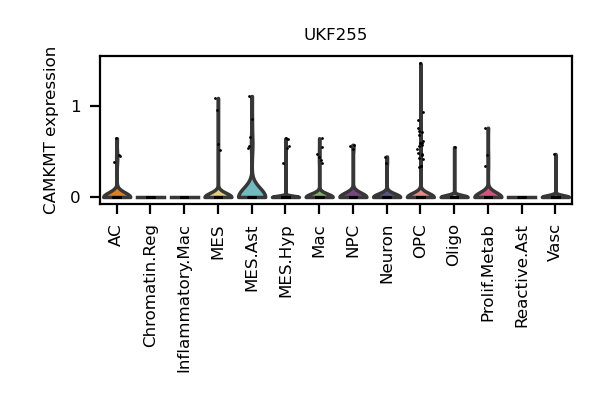 UKF255
CAMKMT expression
1
0
AC
Chromatin.Reg
Inflammatory.Mac
MES
MES.Ast
MES.Hyp
Mac
NPC
Neuron
OPC
Oligo
Prolif.Metab
Reactive.Ast
Vasc